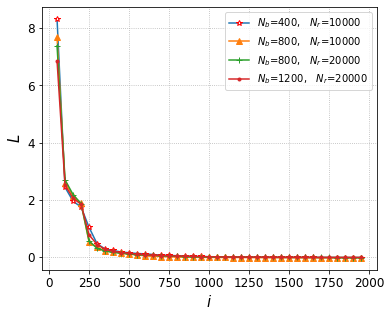 N_b=400, N_r=10000
N_b=800, N_r=10000
N_b=800, N_r=20000
N_b=1200, N_r=20000
8
6
4
2
0
L
0 250 500 750 1000 1250 1500 1750 2000
i